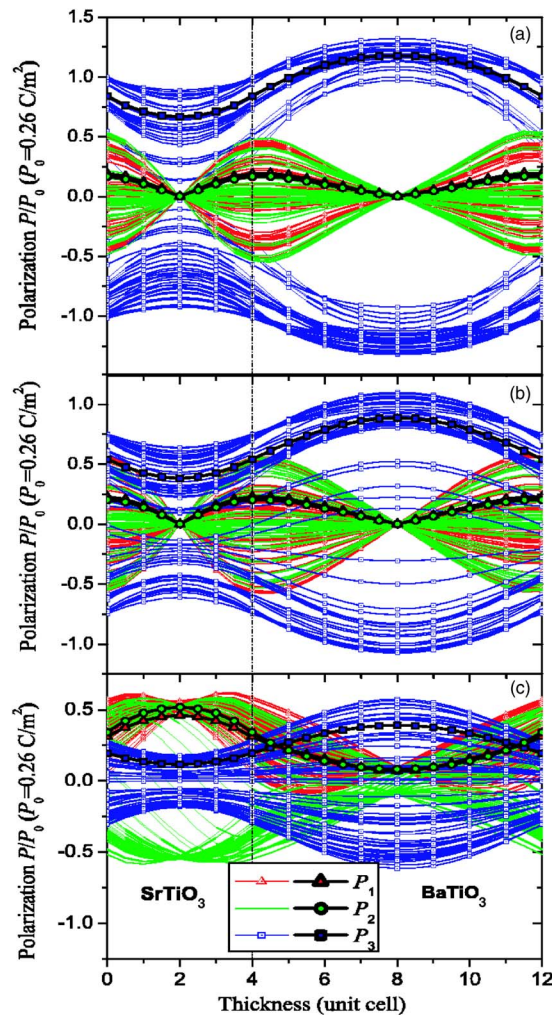 (a)
1.5
1.0
0.5
0.0
-0.5
-1.0
Polarization P/P₀ (P₀=0.26 C/m²)
(b)
1.0
0.5
0.0
-0.5
-1.0
Polarization P/P₀ (P₀=0.26 C/m²)
(c)
0.5
0.0
-0.5
-1.0
Polarization P/P₀ (P₀=0.26 C/m²)
SrTiO₃
BaTiO₃
P₁
P₂
P₃
0 2 4 6 8 10 12
Thickness (unit cell)